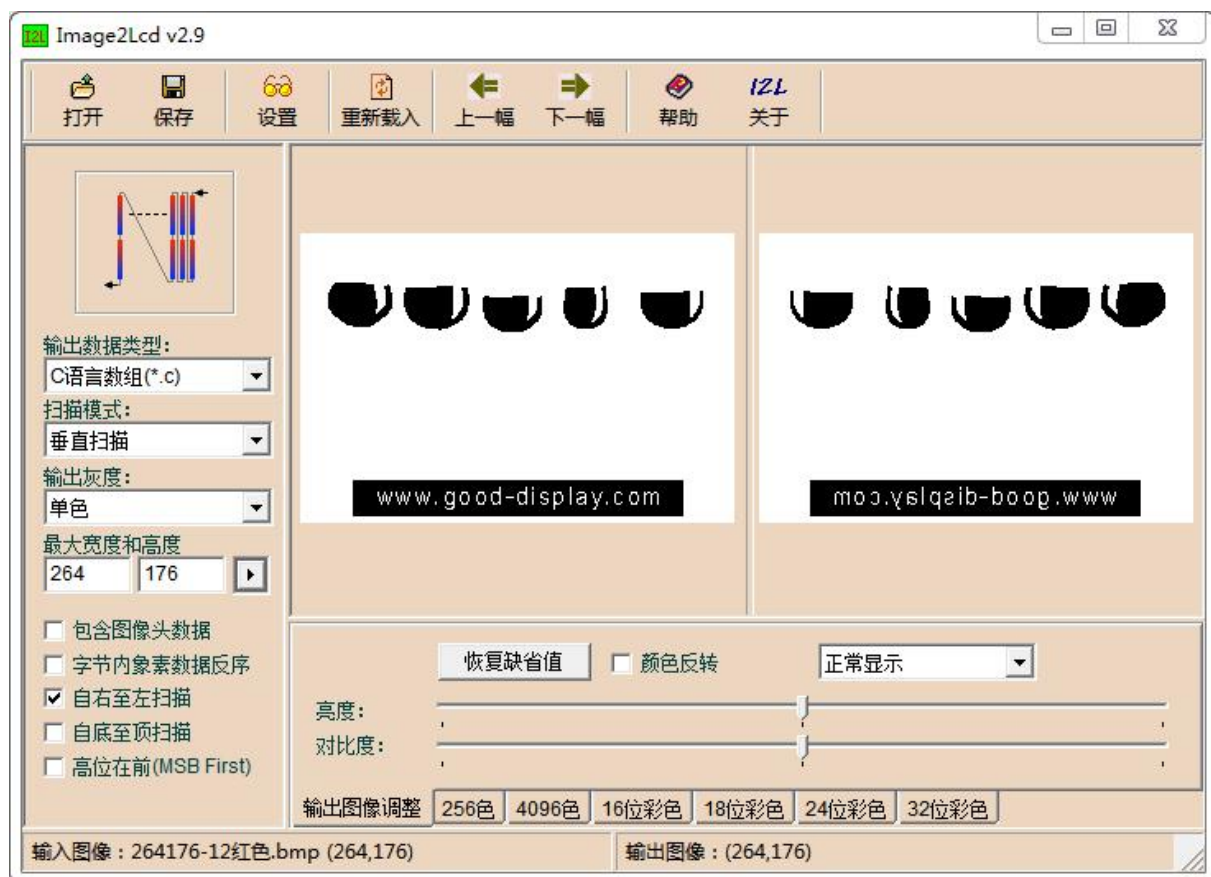 I2L Image2Lcd v2.9
打开 保存 设置 重新载入 上一幅 下一幅 帮助 I2L 关于
输出数据类型:
C语言数组(*.c)
扫描模式:
垂直扫描
输出灰度:
单色
最大宽度和高度
264 176
包含图像头数据
字节内象素数据反序
自右至左扫描
自底至顶扫描
高位在前(MSB First)
www.good-display.com
www.good-display.com
恢复缺省值 颜色反转 正常显示
亮度:
对比度:
输出图像调整 256色 4096色 16位彩色 18位彩色 24位彩色 32位彩色
输入图像:264176-12红色.bmp (264,176) 输出图像:(264,176)